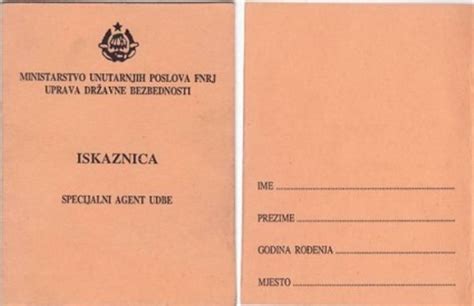 MINISTARSTVO UNUTARNJIH POSLOVA FNRJ
UPRAVA DRŽAVNE BEZBEDNOSTI
ISKAZNICA
SPECIJALNI AGENT UDBE
IME
PREZIME
GODINA ROĐENJA
MJESTO